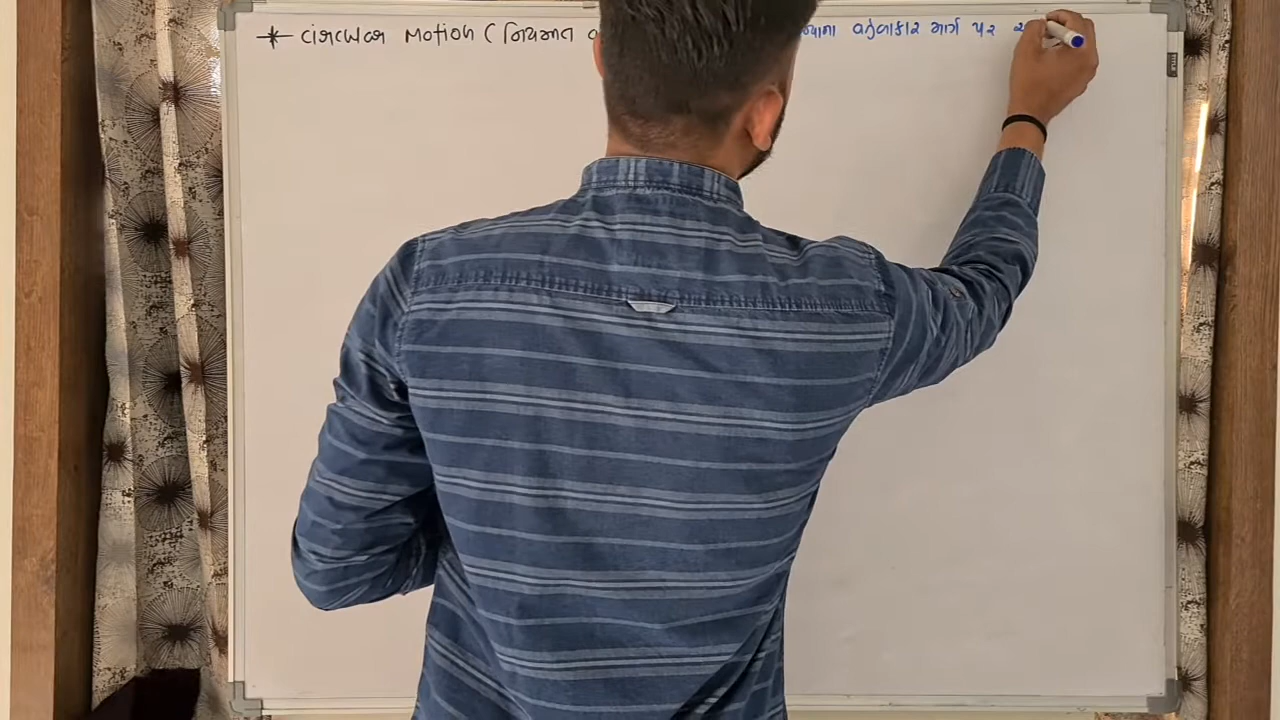 * circular Motion ( નિયમિત વર્તુળાકાર માર્ગ પર